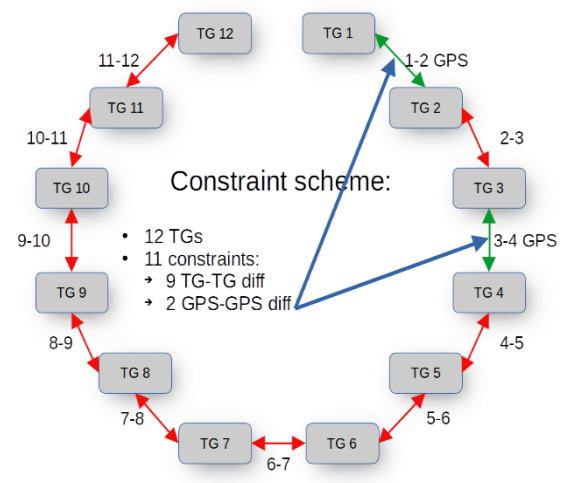 TG 12
TG 1
11-12
1-2 GPS
TG 11
TG 2
10-11
2-3
TG 10
Constraint scheme:
TG 3
9-10
• 12 TGs
3-4 GPS
• 11 constraints:
➔ 9 TG-TG diff
TG 9
➔ 2 GPS-GPS diff
TG 4
8-9
4-5
TG 8
TG 5
7-8
5-6
TG 7
TG 6
6-7